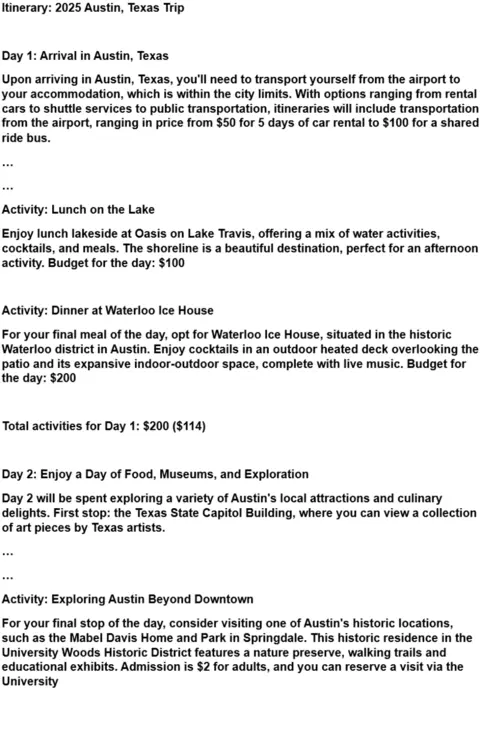 Itinerary: 2025 Austin, Texas Trip
Day 1: Arrival in Austin, Texas
Upon arriving in Austin, Texas, you'll need to transport yourself from the airport to
your accommodation, which is within the city limits. With options ranging from rental
cars to shuttle services to public transportation, itineraries will include transportation
from the airport, ranging in price from $50 for 5 days of car rental to $100 for a shared
ride bus.
...
...
Activity: Lunch on the Lake
Enjoy lunch lakeside at Oasis on Lake Travis, offering a mix of water activities,
cocktails, and meals. The shoreline is a beautiful destination, perfect for an afternoon
activity. Budget for the day: $100
Activity: Dinner at Waterloo Ice House
For your final meal of the day, opt for Waterloo Ice House, situated in the historic
Waterloo district in Austin. Enjoy cocktails in an outdoor heated deck overlooking the
patio and its expansive indoor-outdoor space, complete with live music. Budget for
the day: $200
Total activities for Day 1: $200 ($114)
Day 2: Enjoy a Day of Food, Museums, and Exploration
Day 2 will be spent exploring a variety of Austin's local attractions and culinary
delights. First stop: the Texas State Capitol Building, where you can view a collection
of art pieces by Texas artists.
...
...
Activity: Exploring Austin Beyond Downtown
For your final stop of the day, consider visiting one of Austin's historic locations,
such as the Mabel Davis Home and Park in Springdale. This historic residence in the
University Woods Historic District features a nature preserve, walking trails and
educational exhibits. Admission is $2 for adults, and you can reserve a visit via the
University